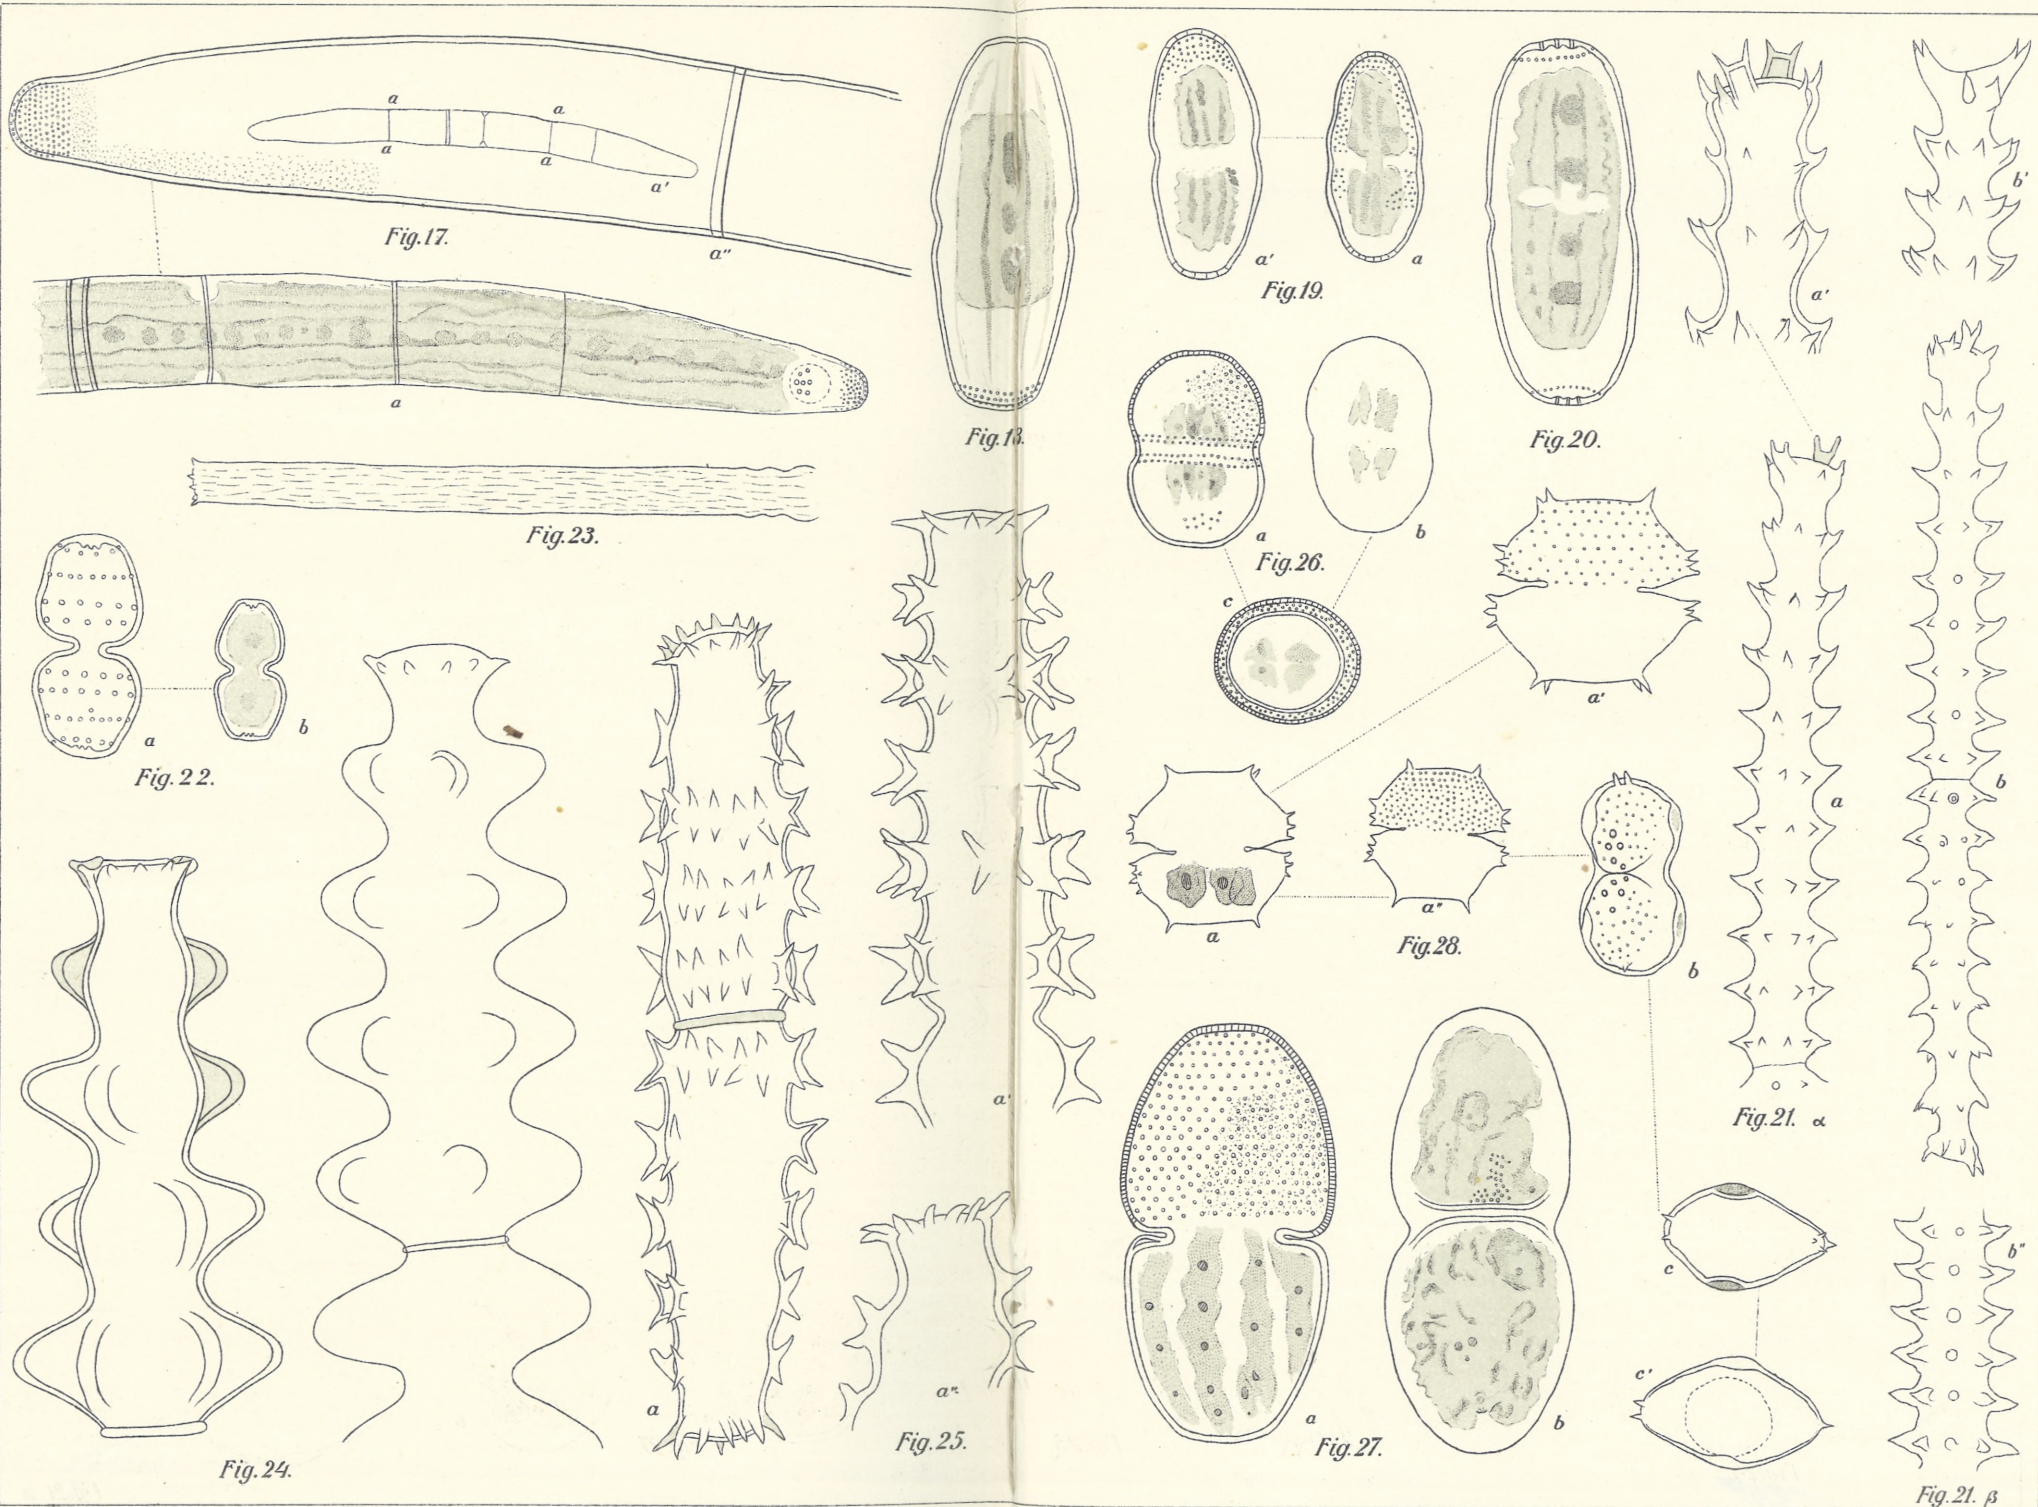 a
a
a
a
a'
Fig.17.
a"
a
Fig.18.
a'
a
Fig.19.
Fig.20.
a'
b'
Fig.23.
a
b
Fig.26.
c
a'
a
b
Fig.22.
a
a"
Fig.28.
b
a
b
Fig.21. α
a'
c
b"
c'
a
a".
Fig.25.
a
Fig.27.
b
Fig.24.
Fig.21. β